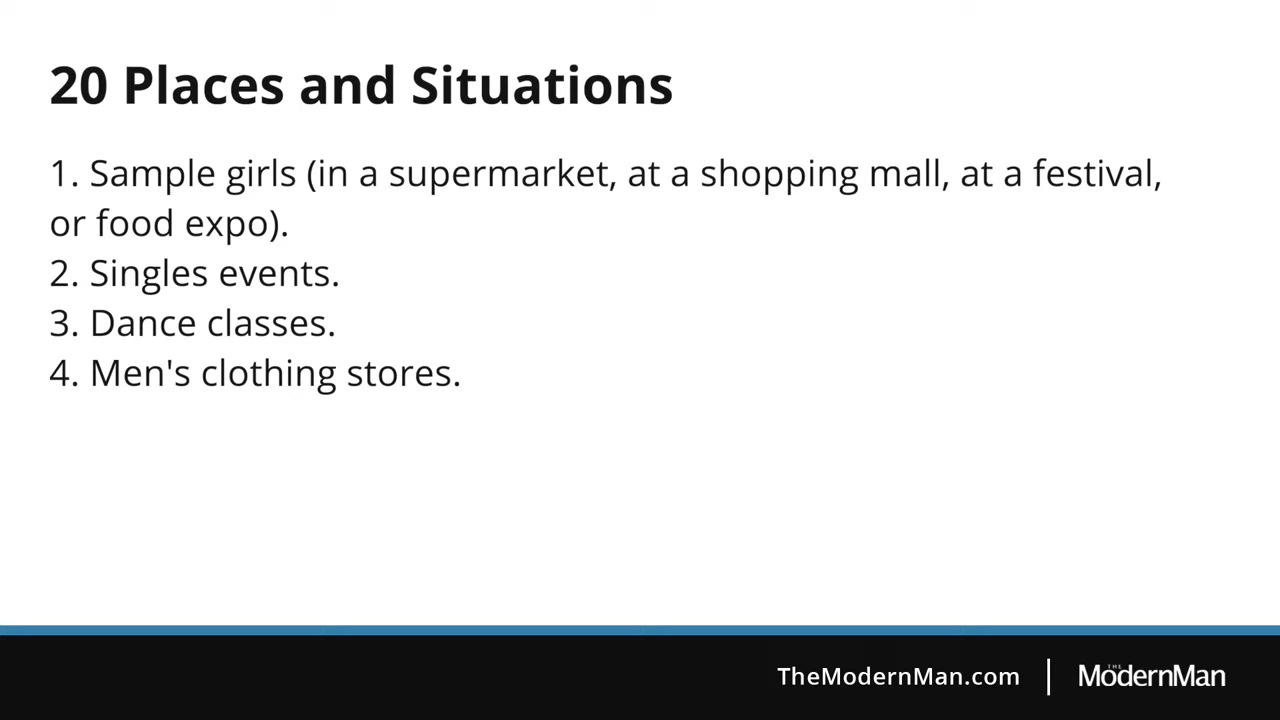 20 Places and Situations
1. Sample girls (in a supermarket, at a shopping mall, at a festival,
or food expo).
2. Singles events.
3. Dance classes.
4. Men's clothing stores.
TheModernMan.com | THE ModernMan